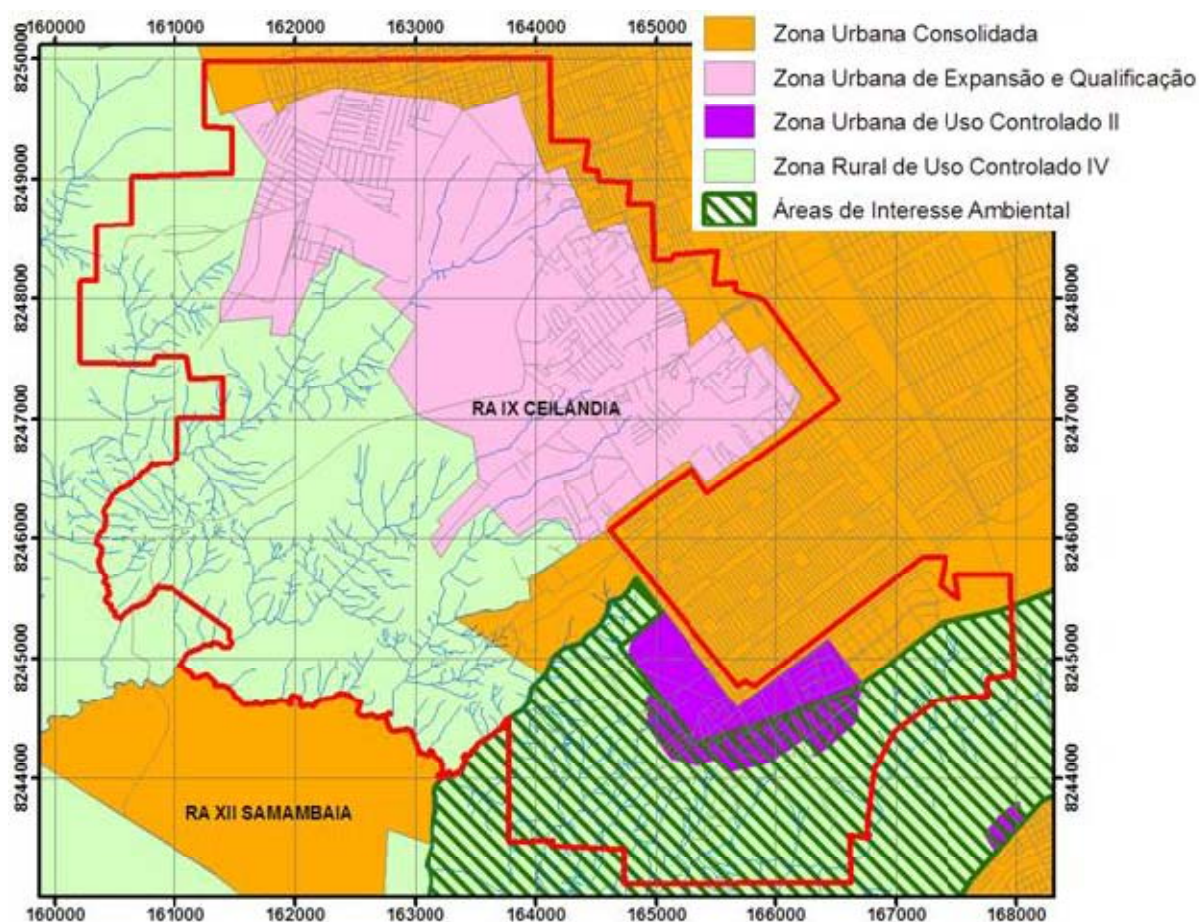 160000 161000 162000 163000 164000 165000
Zona Urbana Consolidada
Zona Urbana de Expansão e Qualificação
Zona Urbana de Uso Controlado II
Zona Rural de Uso Controlado IV
Áreas de Interesse Ambiental
8250000
8249000
8248000
8247000
8246000
8245000
8244000
8248000
8247000
8246000
8245000
8244000
RA IX CEILANDIA
RA XII SAMAMBAIA
160000 161000 162000 163000 164000 165000 166000 167000 168000